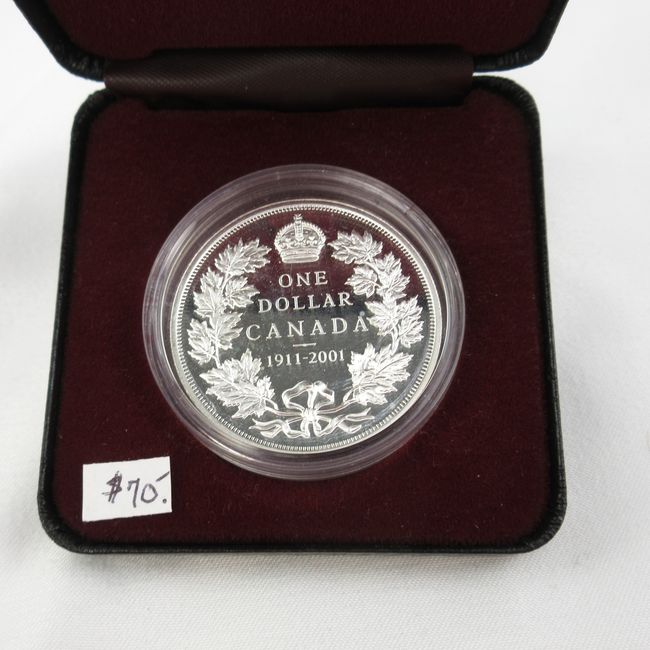 ONE
DOLLAR
CANADA
1911-2001
$70.